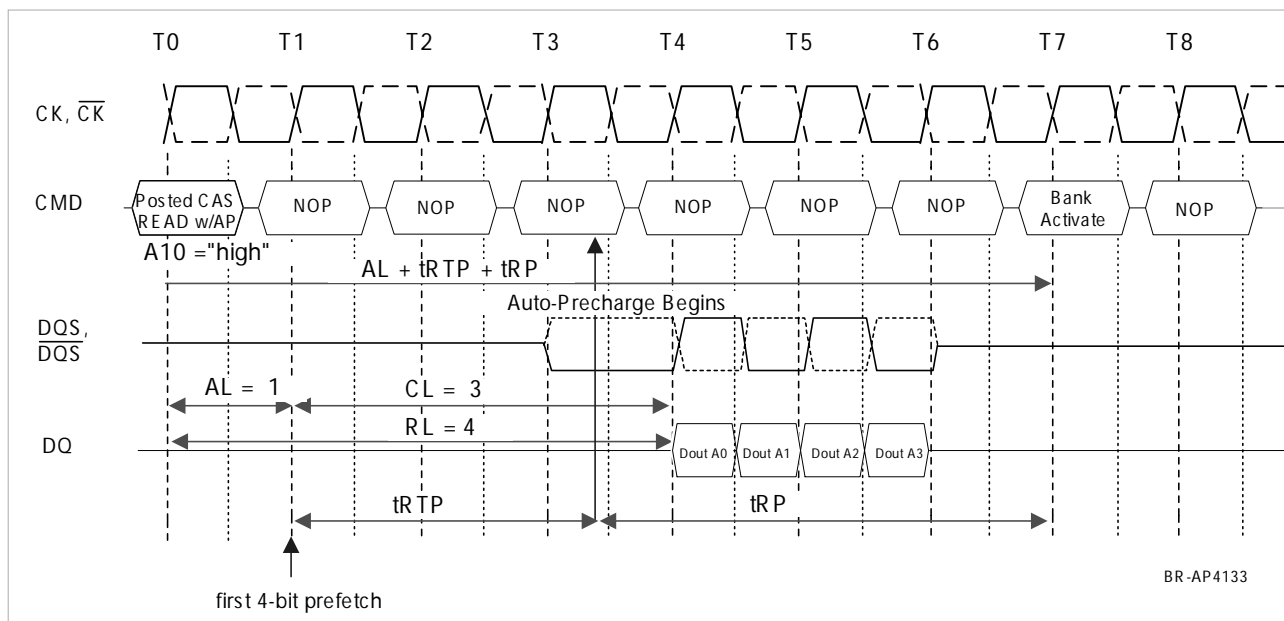 T0 T1 T2 T3 T4 T5 T6 T7 T8
CK, CK
CMD
Posted CAS
READ w/AP
NOP NOP NOP NOP NOP NOP
Bank
Activate
NOP
A10 ="high"
AL + tRTP + tRP
Auto-Precharge Begins
DQS,
DQS
AL = 1 CL = 3
RL = 4
DQ
Dout A0 Dout A1 Dout A2 Dout A3
tRTP tRP
BR-AP4133
first 4-bit prefetch